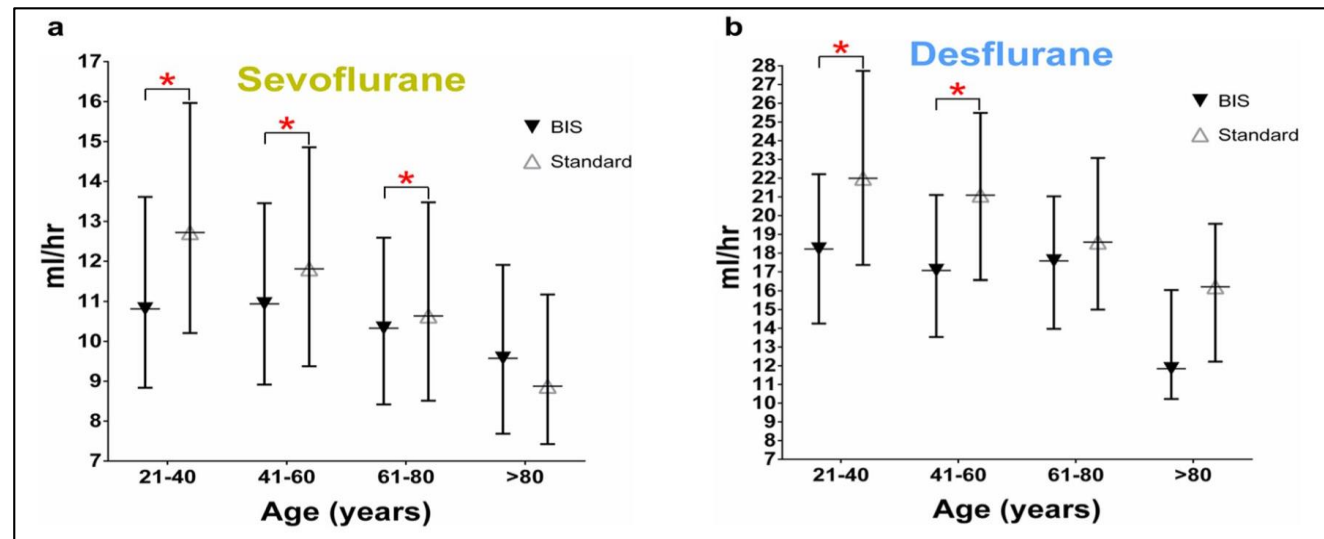 a
Sevoflurane
17
16
15
14
13
12
11
10
9
8
7
ml/hr
*
*
*
BIS
Standard
21-40 41-60 61-80 >80
Age (years)
b
Desflurane
28
27
26
25
24
23
22
21
20
19
18
17
16
15
14
13
12
11
10
9
8
7
ml/hr
*
*
BIS
Standard
21-40 41-60 61-80 >80
Age (years)